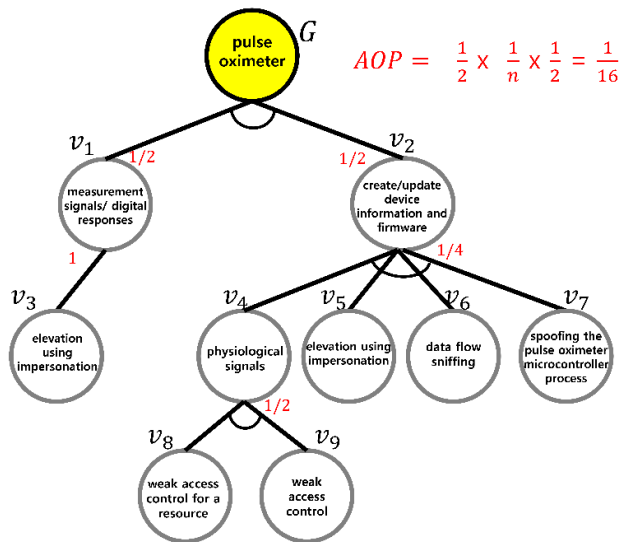 pulse
oximeter
G
AOP = 1/2 x 1/n x 1/2 = 1/16
v1
1/2
1/2
v2
measurement
signals/ digital
responses
create/update
device
information and
firmware
1
1/4
v3
v4
v5
v6
v7
elevation
using
impersonation
physiological
signals
elevation using
impersonation
data flow
sniffing
spoofing the
pulse oximeter
microcontroller
process
1/2
v8
v9
weak access
control for a
resource
weak
access
control